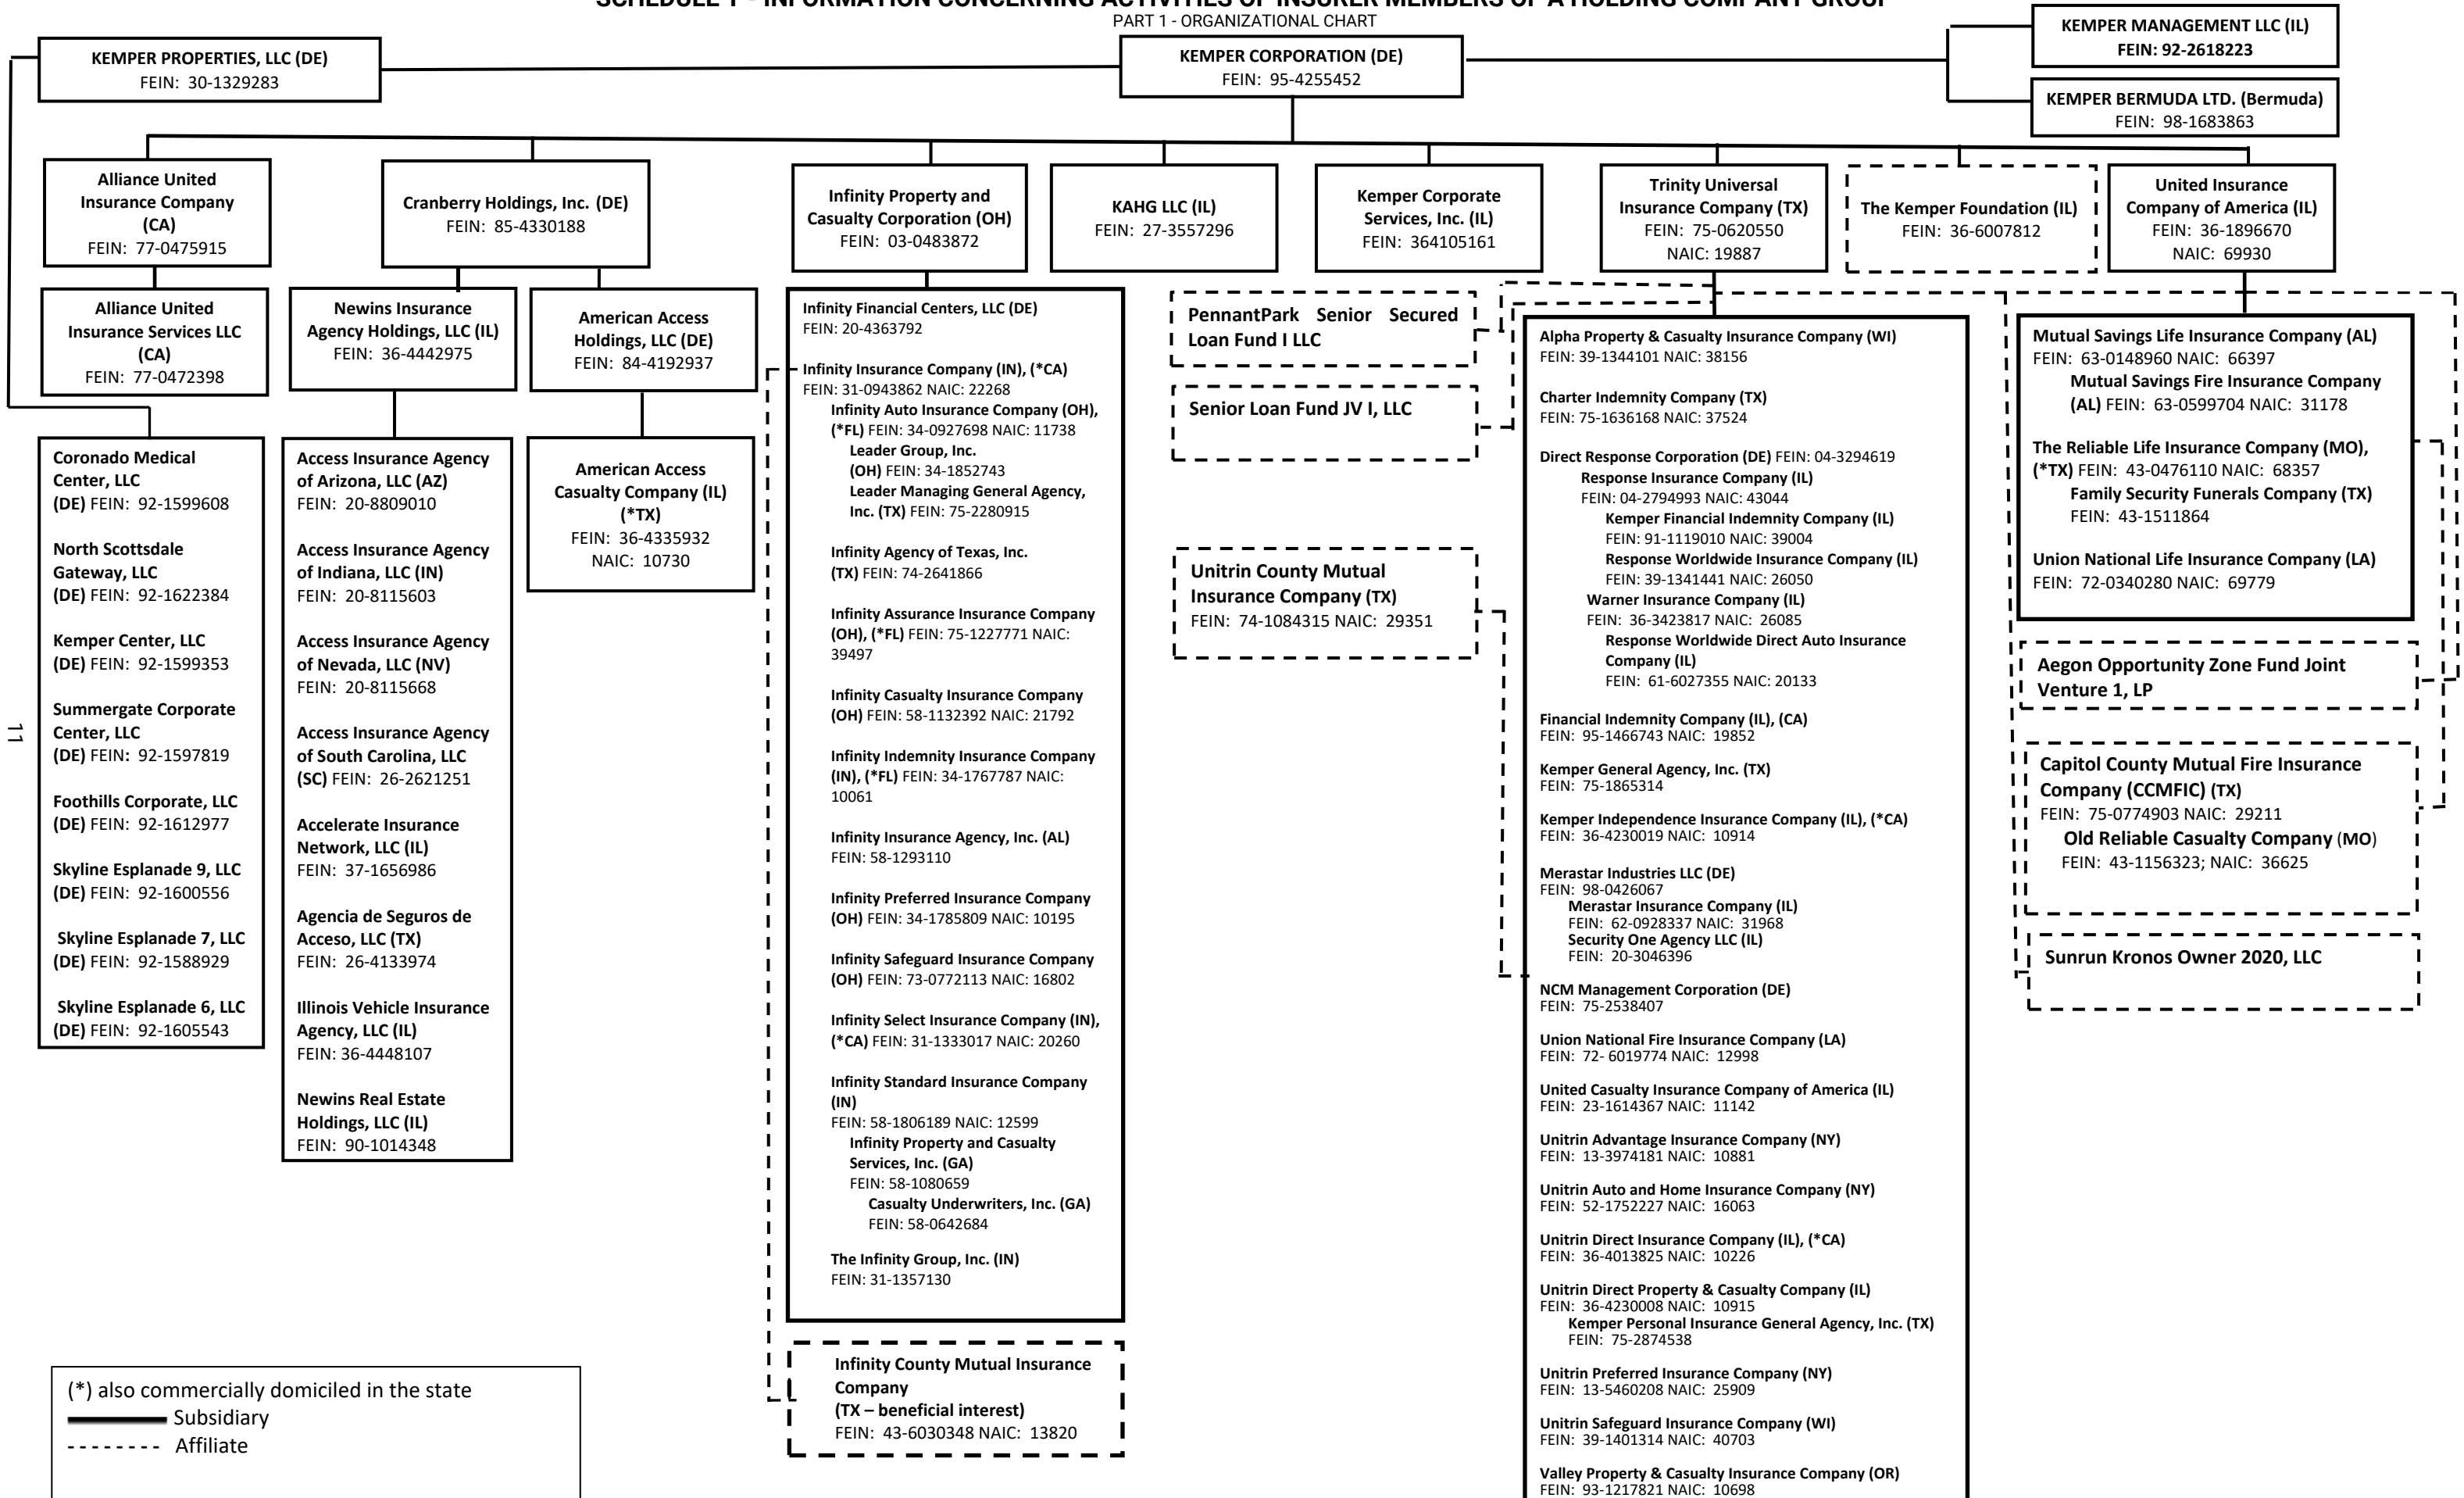 SCHEDULE Y - INFORMATION CONCERNING ACTIVITIES OF INSURER MEMBERS OF A HOLDING COMPANY GROUP
PART 1 - ORGANIZATIONAL CHART
KEMPER PROPERTIES, LLC (DE)
FEIN: 30-1329283
KEMPER CORPORATION (DE)
FEIN: 95-4255452
KEMPER MANAGEMENT LLC (IL)
FEIN: 92-2618223
KEMPER BERMUDA LTD. (Bermuda)
FEIN: 98-1683863
Alliance United
Insurance Company
(CA)
FEIN: 77-0475915
Cranberry Holdings, Inc. (DE)
FEIN: 85-4330188
Infinity Property and
Casualty Corporation (OH)
FEIN: 03-0483872
KAHG LLC (IL)
FEIN: 27-3557296
Kemper Corporate
Services, Inc. (IL)
FEIN: 364105161
Trinity Universal
Insurance Company (TX)
FEIN: 75-0620550
NAIC: 19887
The Kemper Foundation (IL)
FEIN: 36-6007812
United Insurance
Company of America (IL)
FEIN: 36-1896670
NAIC: 69930
Alliance United
Insurance Services LLC
(CA)
FEIN: 77-0472398
Newins Insurance
Agency Holdings, LLC (IL)
FEIN: 36-4442975
American Access
Holdings, LLC (DE)
FEIN: 84-4192937
American Access
Casualty Company (IL)
(*TX)
FEIN: 36-4335932
NAIC: 10730
Coronado Medical
Center, LLC
(DE) FEIN: 92-1599608
North Scottsdale
Gateway, LLC
(DE) FEIN: 92-1622384
Kemper Center, LLC
(DE) FEIN: 92-1599353
Summergate Corporate
Center, LLC
(DE) FEIN: 92-1597819
Foothills Corporate, LLC
(DE) FEIN: 92-1612977
Skyline Esplanade 9, LLC
(DE) FEIN: 92-1600556
Skyline Esplanade 7, LLC
(DE) FEIN: 92-1588929
Skyline Esplanade 6, LLC
(DE) FEIN: 92-1605543
Access Insurance Agency
of Arizona, LLC (AZ)
FEIN: 20-8809010
Access Insurance Agency
of Indiana, LLC (IN)
FEIN: 20-8115603
Access Insurance Agency
of Nevada, LLC (NV)
FEIN: 20-8115668
Access Insurance Agency
of South Carolina, LLC
(SC) FEIN: 26-2621251
Accelerate Insurance
Network, LLC (IL)
FEIN: 37-1656986
Agencia de Seguros de
Acceso, LLC (TX)
FEIN: 26-4133974
Illinois Vehicle Insurance
Agency, LLC (IL)
FEIN: 36-4448107
Newins Real Estate
Holdings, LLC (IL)
FEIN: 90-1014348
Infinity Financial Centers, LLC (DE)
FEIN: 20-4363792
Infinity Insurance Company (IN), (*CA)
FEIN: 31-0943862 NAIC: 22268
Infinity Auto Insurance Company (OH),
(*FL) FEIN: 34-0927698 NAIC: 11738
Leader Group, Inc.
(OH) FEIN: 34-1852743
Leader Managing General Agency,
Inc. (TX) FEIN: 75-2280915
Infinity Agency of Texas, Inc.
(TX) FEIN: 74-2641866
Infinity Assurance Insurance Company
(OH), (*FL) FEIN: 75-1227771 NAIC:
39497
Infinity Casualty Insurance Company
(OH) FEIN: 58-1132392 NAIC: 21792
Infinity Indemnity Insurance Company
(IN), (*FL) FEIN: 34-1767787 NAIC:
10061
Infinity Insurance Agency, Inc. (AL)
FEIN: 58-1293110
Infinity Preferred Insurance Company
(OH) FEIN: 34-1785809 NAIC: 10195
Infinity Safeguard Insurance Company
(OH) FEIN: 73-0772113 NAIC: 16802
Infinity Select Insurance Company (IN),
(*CA) FEIN: 31-1333017 NAIC: 20260
Infinity Standard Insurance Company
(IN)
FEIN: 58-1806189 NAIC: 12599
Infinity Property and Casualty
Services, Inc. (GA)
FEIN: 58-1080659
Casualty Underwriters, Inc. (GA)
FEIN: 58-0642684
The Infinity Group, Inc. (IN)
FEIN: 31-1357130
Infinity County Mutual Insurance
Company
(TX – beneficial interest)
FEIN: 43-6030348 NAIC: 13820
PennantPark Senior Secured
Loan Fund I LLC
Senior Loan Fund JV I, LLC
Unitrin County Mutual
Insurance Company (TX)
FEIN: 74-1084315 NAIC: 29351
Alpha Property & Casualty Insurance Company (WI)
FEIN: 39-1344101 NAIC: 38156
Charter Indemnity Company (TX)
FEIN: 75-1636168 NAIC: 37524
Direct Response Corporation (DE) FEIN: 04-3294619
Response Insurance Company (IL)
FEIN: 04-2794993 NAIC: 43044
Kemper Financial Indemnity Company (IL)
FEIN: 91-1119010 NAIC: 39004
Response Worldwide Insurance Company (IL)
FEIN: 39-1341441 NAIC: 26050
Warner Insurance Company (IL)
FEIN: 36-3423817 NAIC: 26085
Response Worldwide Direct Auto Insurance
Company (IL)
FEIN: 61-6027355 NAIC: 20133
Financial Indemnity Company (IL), (CA)
FEIN: 95-1466743 NAIC: 19852
Kemper General Agency, Inc. (TX)
FEIN: 75-1865314
Kemper Independence Insurance Company (IL), (*CA)
FEIN: 36-4230019 NAIC: 10914
Merastar Industries LLC (DE)
FEIN: 98-0426067
Merastar Insurance Company (IL)
FEIN: 62-0928337 NAIC: 31968
Security One Agency LLC (IL)
FEIN: 20-3046396
NCM Management Corporation (DE)
FEIN: 75-2538407
Union National Fire Insurance Company (LA)
FEIN: 72- 6019774 NAIC: 12998
United Casualty Insurance Company of America (IL)
FEIN: 23-1614367 NAIC: 11142
Unitrin Advantage Insurance Company (NY)
FEIN: 13-3974181 NAIC: 10881
Unitrin Auto and Home Insurance Company (NY)
FEIN: 52-1752227 NAIC: 16063
Unitrin Direct Insurance Company (IL), (*CA)
FEIN: 36-4013825 NAIC: 10226
Unitrin Direct Property & Casualty Company (IL)
FEIN: 36-4230008 NAIC: 10915
Kemper Personal Insurance General Agency, Inc. (TX)
FEIN: 75-2874538
Unitrin Preferred Insurance Company (NY)
FEIN: 13-5460208 NAIC: 25909
Unitrin Safeguard Insurance Company (WI)
FEIN: 39-1401314 NAIC: 40703
Valley Property & Casualty Insurance Company (OR)
FEIN: 93-1217821 NAIC: 10698
Mutual Savings Life Insurance Company (AL)
FEIN: 63-0148960 NAIC: 66397
Mutual Savings Fire Insurance Company
(AL) FEIN: 63-0599704 NAIC: 31178
The Reliable Life Insurance Company (MO),
(*TX) FEIN: 43-0476110 NAIC: 68357
Family Security Funerals Company (TX)
FEIN: 43-1511864
Union National Life Insurance Company (LA)
FEIN: 72-0340280 NAIC: 69779
Aegon Opportunity Zone Fund Joint
Venture 1, LP
Capitol County Mutual Fire Insurance
Company (CCMFIC) (TX)
FEIN: 75-0774903 NAIC: 29211
Old Reliable Casualty Company (MO)
FEIN: 43-1156323; NAIC: 36625
Sunrun Kronos Owner 2020, LLC
(*) also commercially domiciled in the state
Subsidiary
Affiliate
11